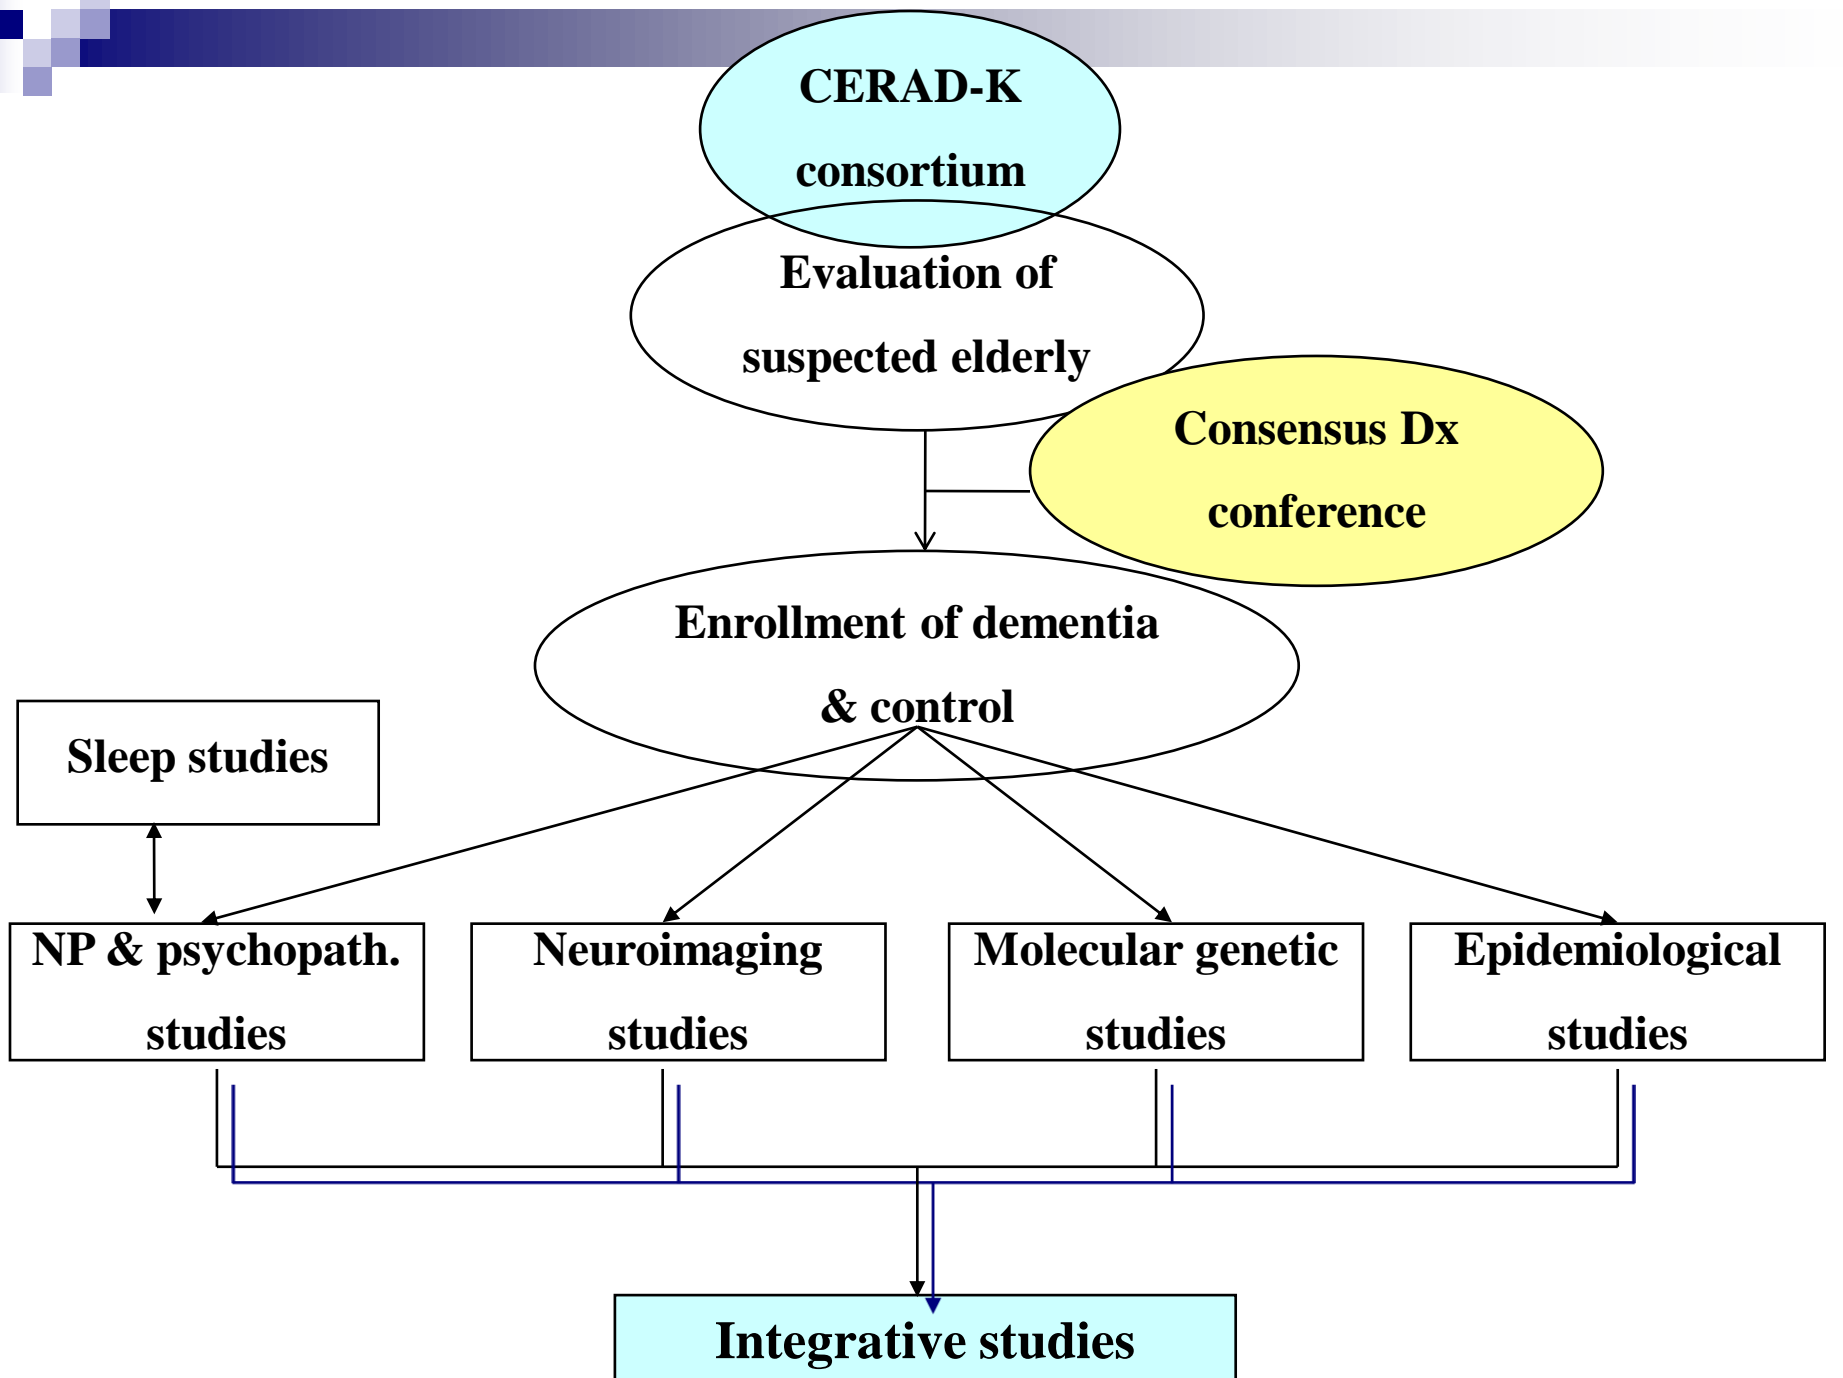 CERAD-K
consortium
Evaluation of
suspected elderly
Consensus Dx
conference
Enrollment of dementia
& control
Sleep studies
NP & psychopath.
studies
Neuroimaging
studies
Molecular genetic
studies
Epidemiological
studies
Integrative studies